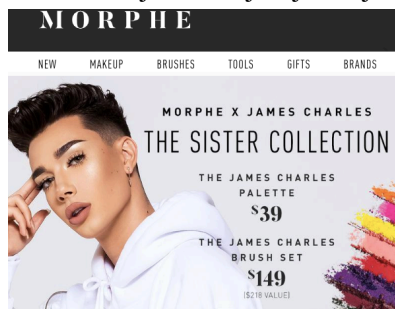 MORPHE
NEW MAKEUP BRUSHES TOOLS GIFTS BRANDS
MORPHE X JAMES CHARLES
THE SISTER COLLECTION
THE JAMES CHARLES
PALETTE
$39
THE JAMES CHARLES
BRUSH SET
$149
($218 VALUE)